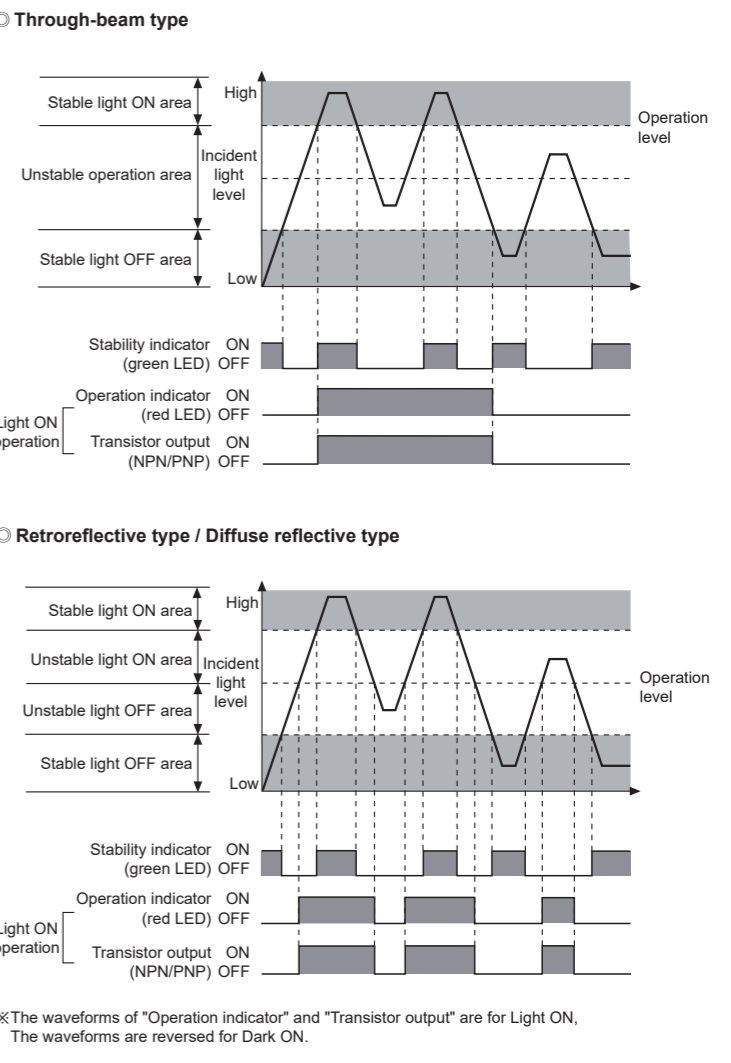 ◎ Through-beam type
High
Stable light ON area
Operation
level
Incident
light
level
Unstable operation area
Stable light OFF area
Low
Stability indicator ON
(green LED) OFF
Operation indicator ON
(red LED) OFF
Light ON
operation
Transistor output ON
(NPN/PNP) OFF
◎ Retroreflective type / Diffuse reflective type
High
Stable light ON area
Unstable light ON area
Incident
light
level
Operation
level
Unstable light OFF area
Stable light OFF area
Low
Stability indicator ON
(green LED) OFF
Operation indicator ON
(red LED) OFF
Light ON
operation
Transistor output ON
(NPN/PNP) OFF
※The waveforms of "Operation indicator" and "Transistor output" are for Light ON,
The waveforms are reversed for Dark ON.